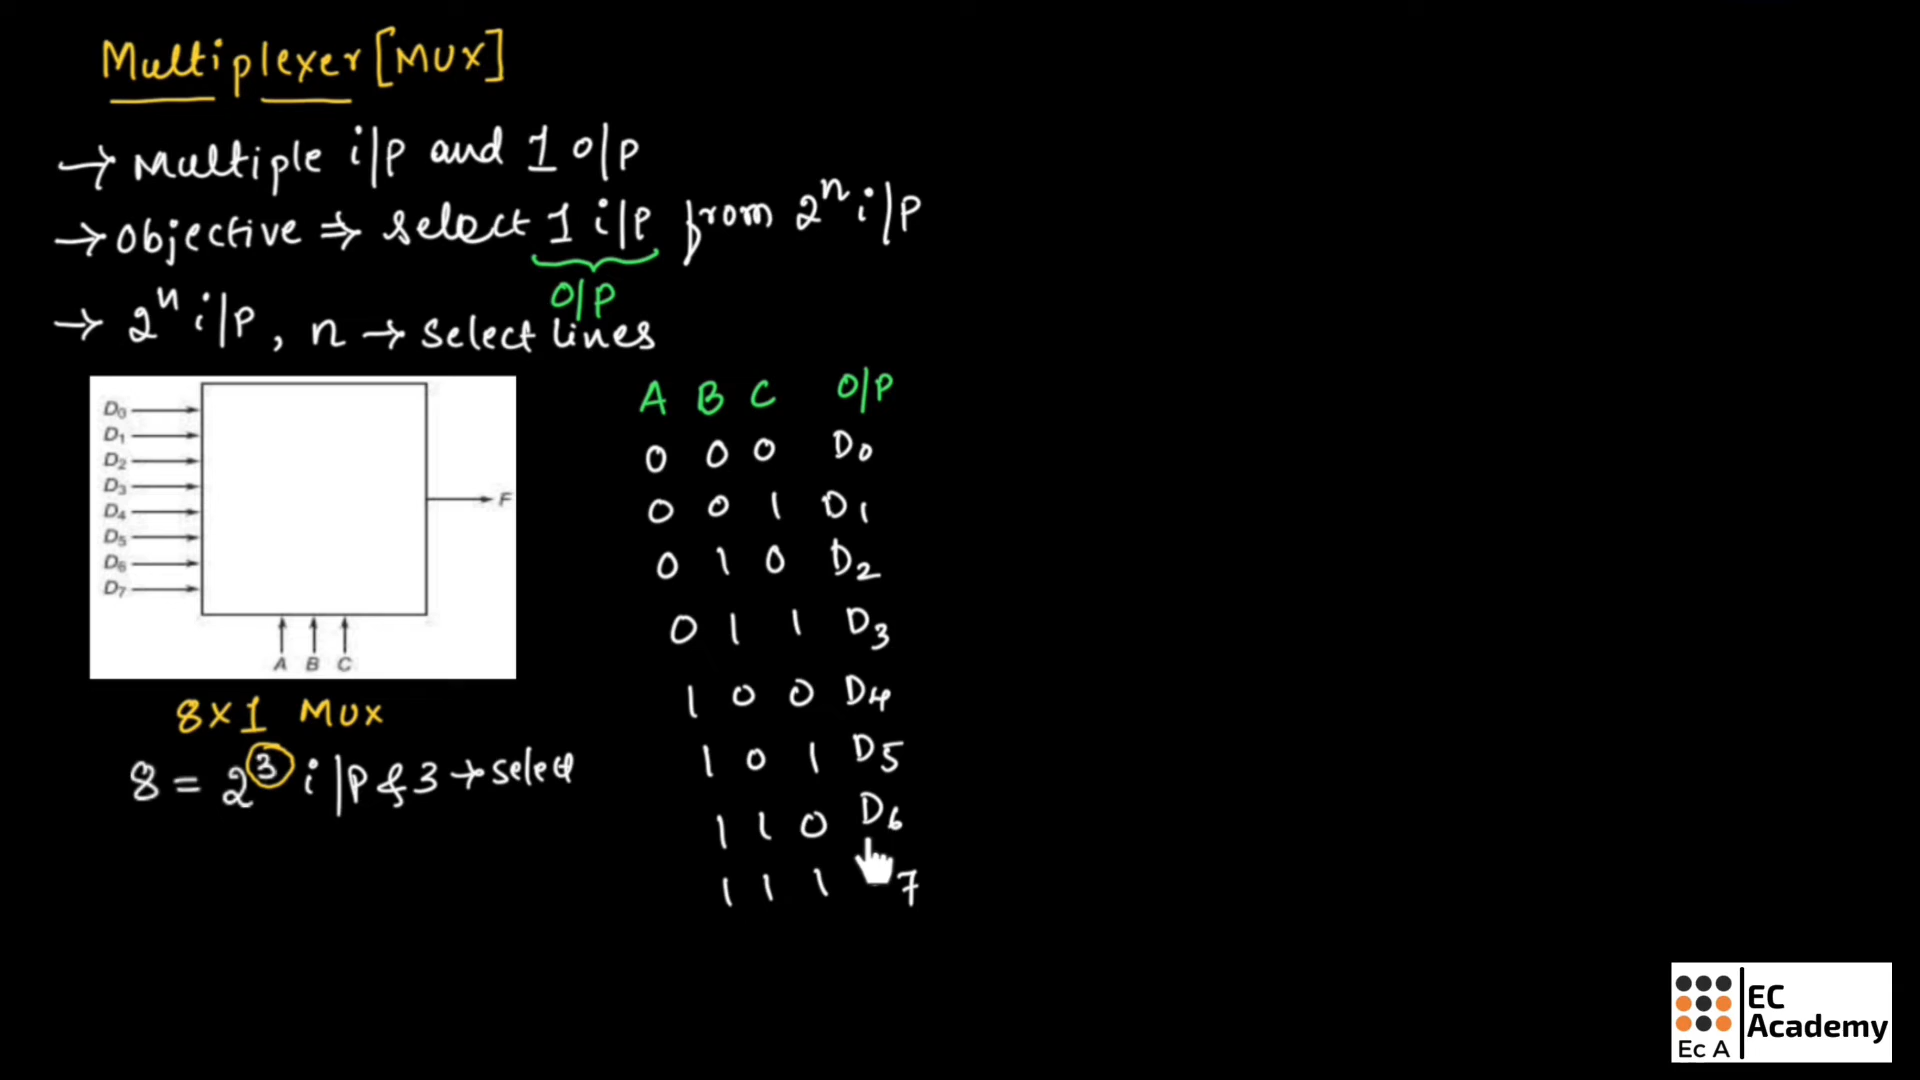 Multiplexer [MUX]
→ Multiple i/p and 1 o/p
→ objective ⇒ select 1 i/p from 2ⁿ i/p
O/P
→ 2ⁿ i/p, n → select lines
D0
D1
D2
D3
D4
D5
D6
D7
F
A B C
8x1 MUX
8 = 2³ i/p & 3 → select
A B C O/P
0 0 0 D0
0 0 1 D1
0 1 0 D2
0 1 1 D3
1 0 0 D4
1 0 1 D5
1 1 0 D6
1 1 1 7
EC
Academy
Ec A